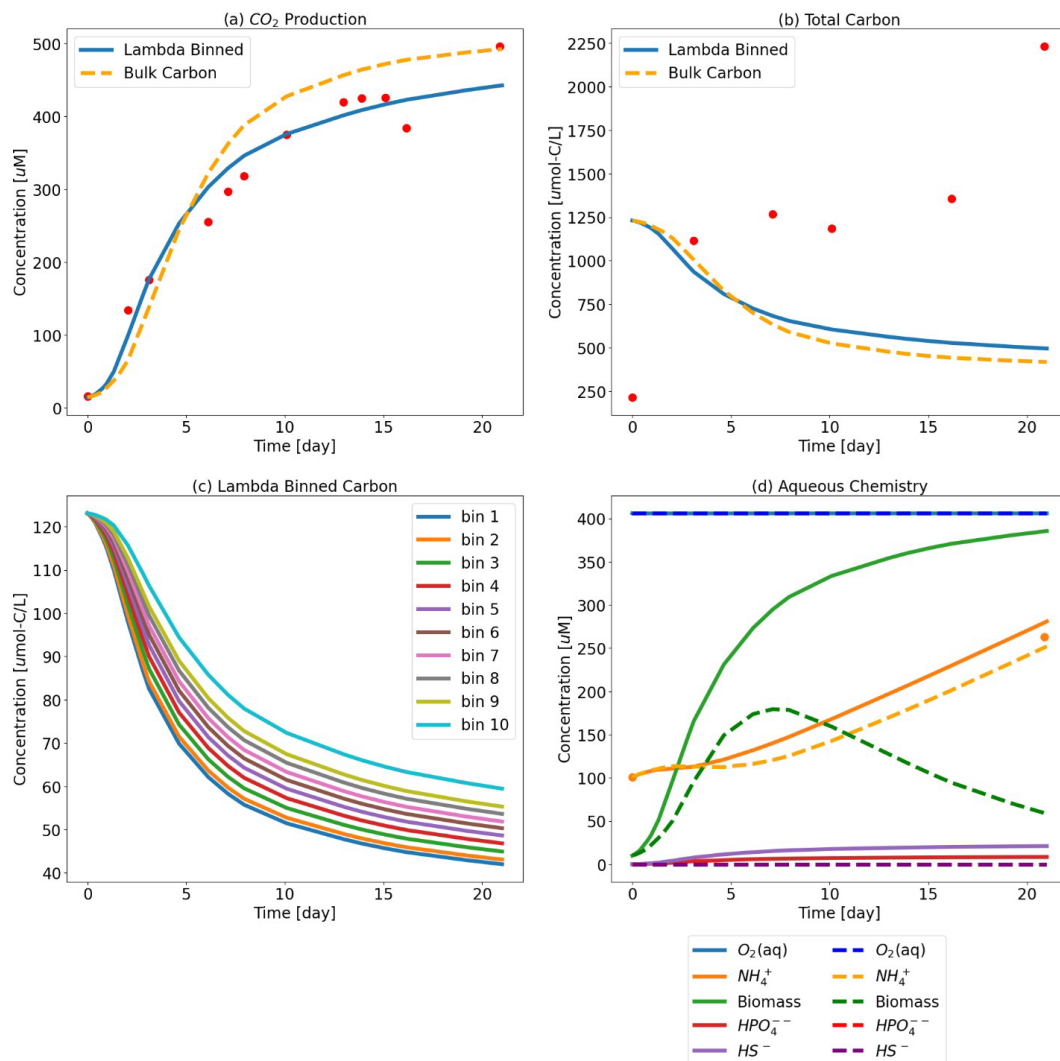 (a) CO₂ Production
Concentration [uM]
500
400
300
200
100
0
Lambda Binned
Bulk Carbon
0 5 10 15 20
Time [day]
(b) Total Carbon
Concentration [umol-C/L]
2250
2000
1750
1500
1250
1000
750
500
250
Lambda Binned
Bulk Carbon
0 5 10 15 20
Time [day]
(c) Lambda Binned Carbon
Concentration [umol-C/L]
120
110
100
90
80
70
60
50
40
bin 1
bin 2
bin 3
bin 4
bin 5
bin 6
bin 7
bin 8
bin 9
bin 10
0 5 10 15 20
Time [day]
(d) Aqueous Chemistry
Concentration [uM]
400
350
300
250
200
150
100
50
0
0 5 10 15 20
Time [day]
O₂(aq) O₂(aq)
NH₄⁺ NH₄⁺
Biomass Biomass
HPO₄⁻⁻ HPO₄⁻⁻
HS⁻ HS⁻